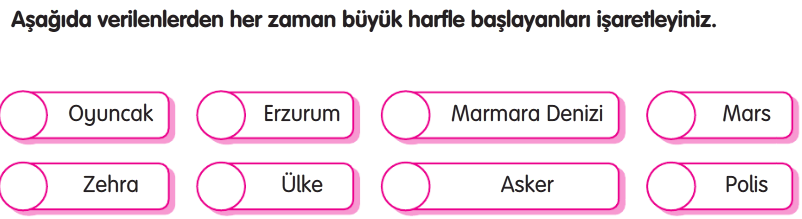 Aşağıda verilenlerden her zaman büyük harfle başlayanları işaretleyiniz.
Oyuncak Erzurum Marmara Denizi Mars
Zehra Ülke Asker Polis